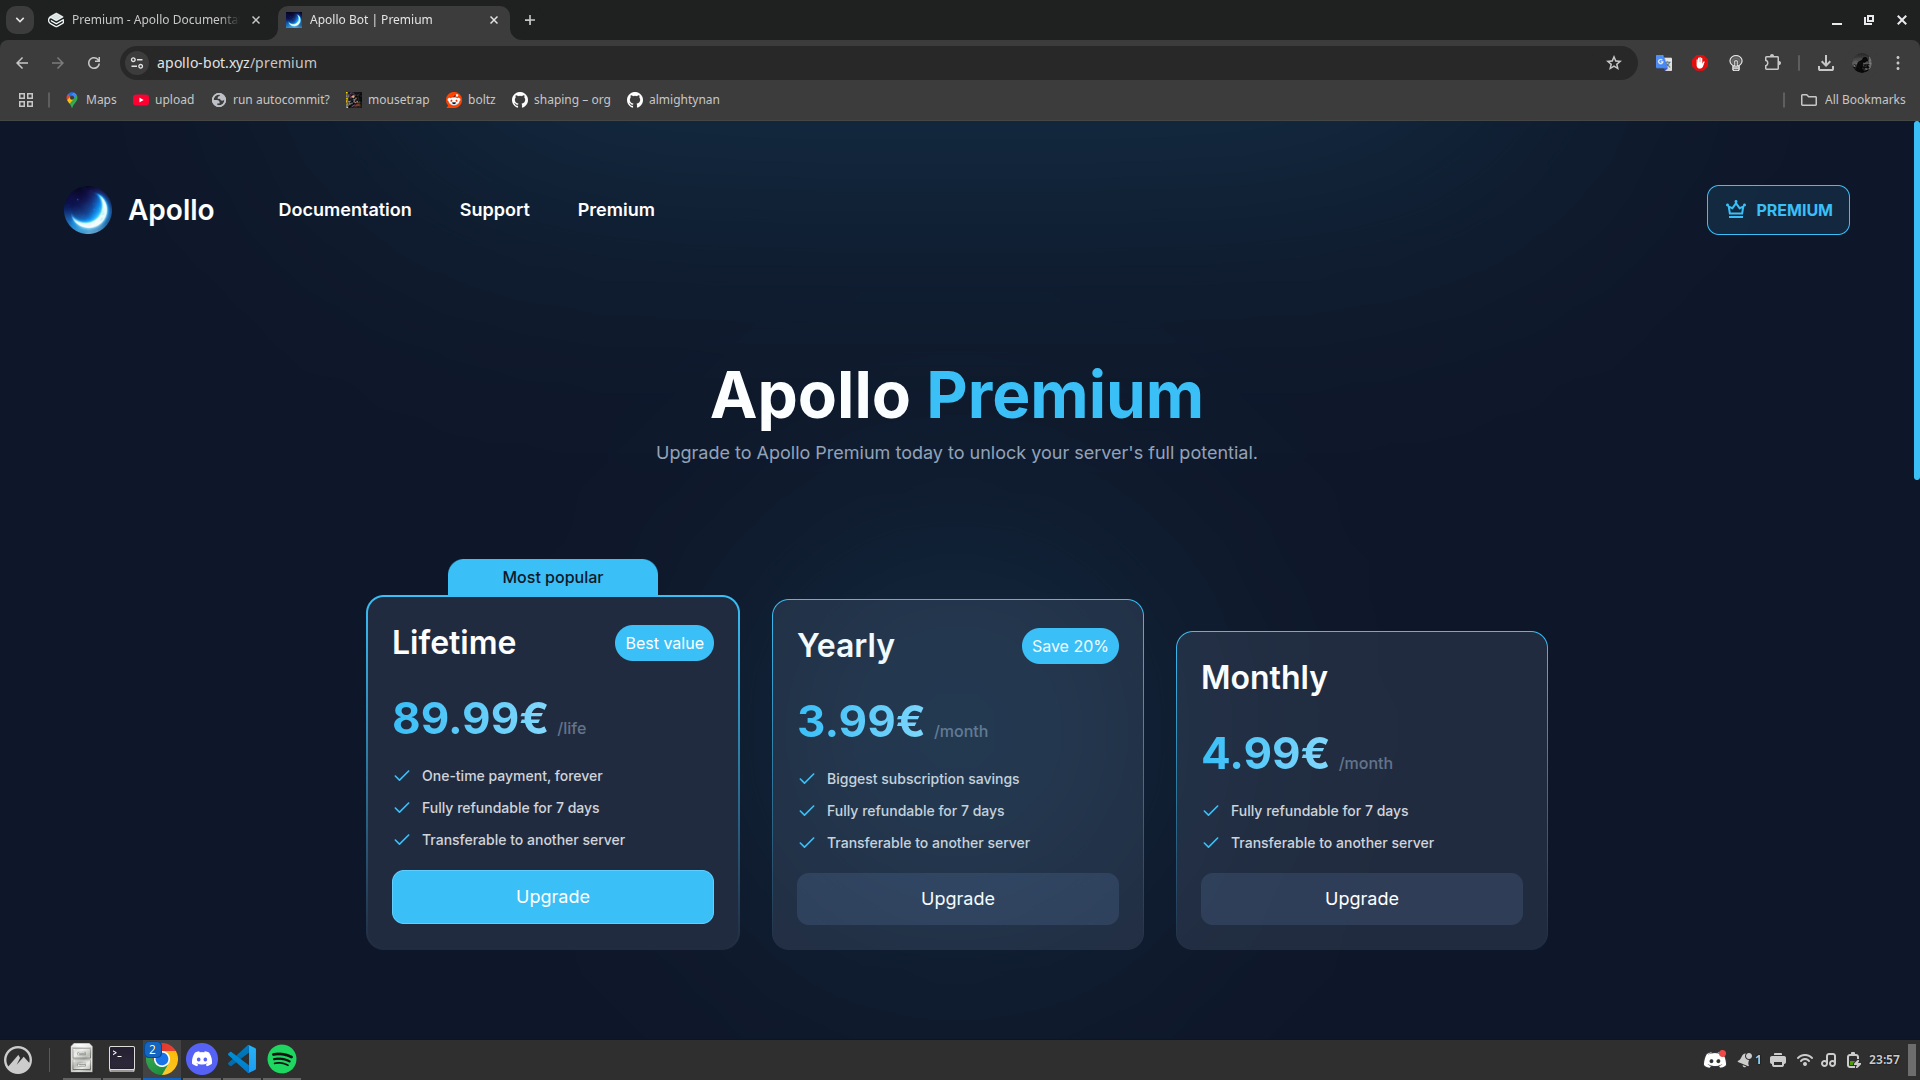 Premium - Apollo Documenta
Apollo Bot | Premium
apollo-bot.xyz/premium
Maps
upload
run autocommit?
mousetrap
boltz
shaping – org
almightynan
All Bookmarks
Apollo
Documentation
Support
Premium
PREMIUM
Apollo Premium
Upgrade to Apollo Premium today to unlock your server's full potential.
Most popular
Lifetime
Best value
89.99€ /life
One-time payment, forever
Fully refundable for 7 days
Transferable to another server
Upgrade
Yearly
Save 20%
3.99€ /month
Biggest subscription savings
Fully refundable for 7 days
Transferable to another server
Upgrade
Monthly
4.99€ /month
Fully refundable for 7 days
Transferable to another server
Upgrade
2
1
23:57